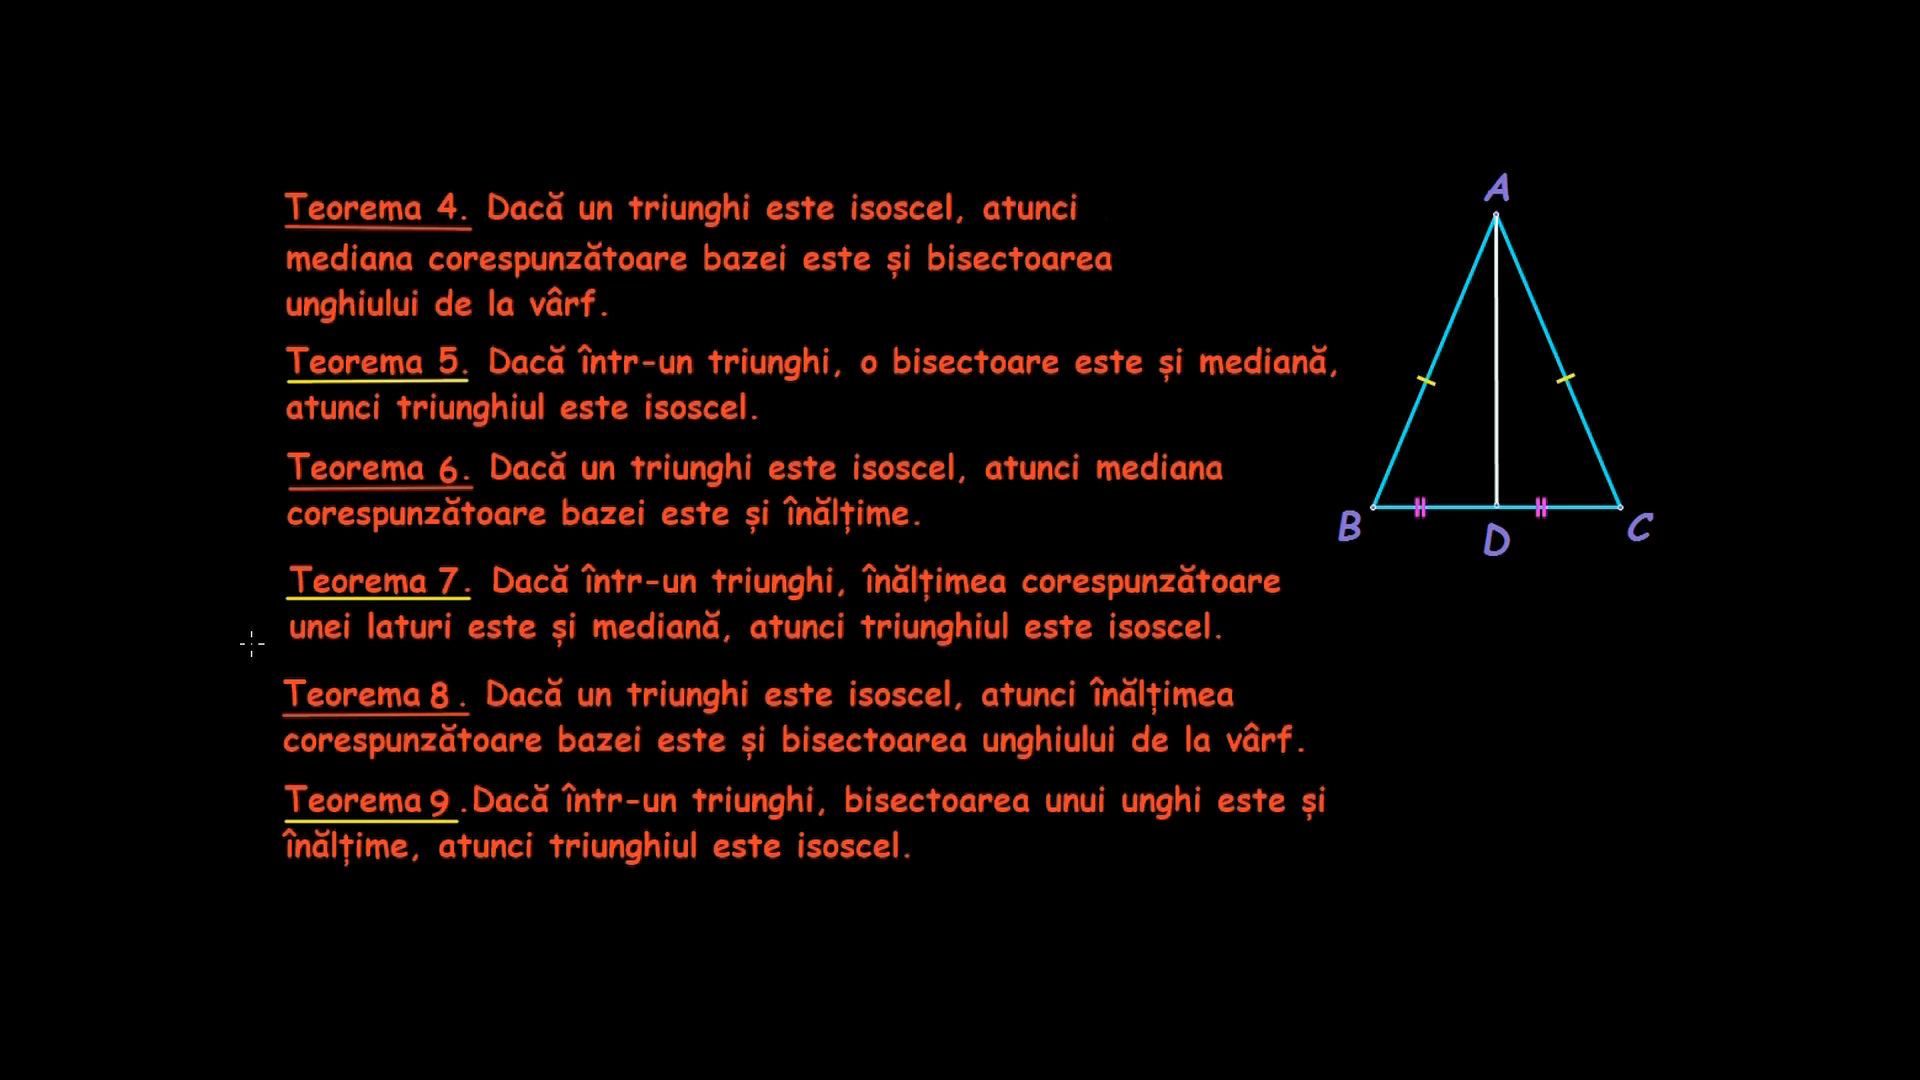 Teorema 4. Dacă un triunghi este isoscel, atunci
mediana corespunzătoare bazei este și bisectoarea
unghiului de la vârf.
Teorema 5. Dacă într-un triunghi, o bisectoare este și mediană,
atunci triunghiul este isoscel.
Teorema 6. Dacă un triunghi este isoscel, atunci mediana
corespunzătoare bazei este și înălțime.
Teorema 7. Dacă într-un triunghi, înălțimea corespunzătoare
unei laturi este și mediană, atunci triunghiul este isoscel.
Teorema 8. Dacă un triunghi este isoscel, atunci înălțimea
corespunzătoare bazei este și bisectoarea unghiului de la vârf.
Teorema 9.Dacă într-un triunghi, bisectoarea unui unghi este și
înălțime, atunci triunghiul este isoscel.
A
B
D
C